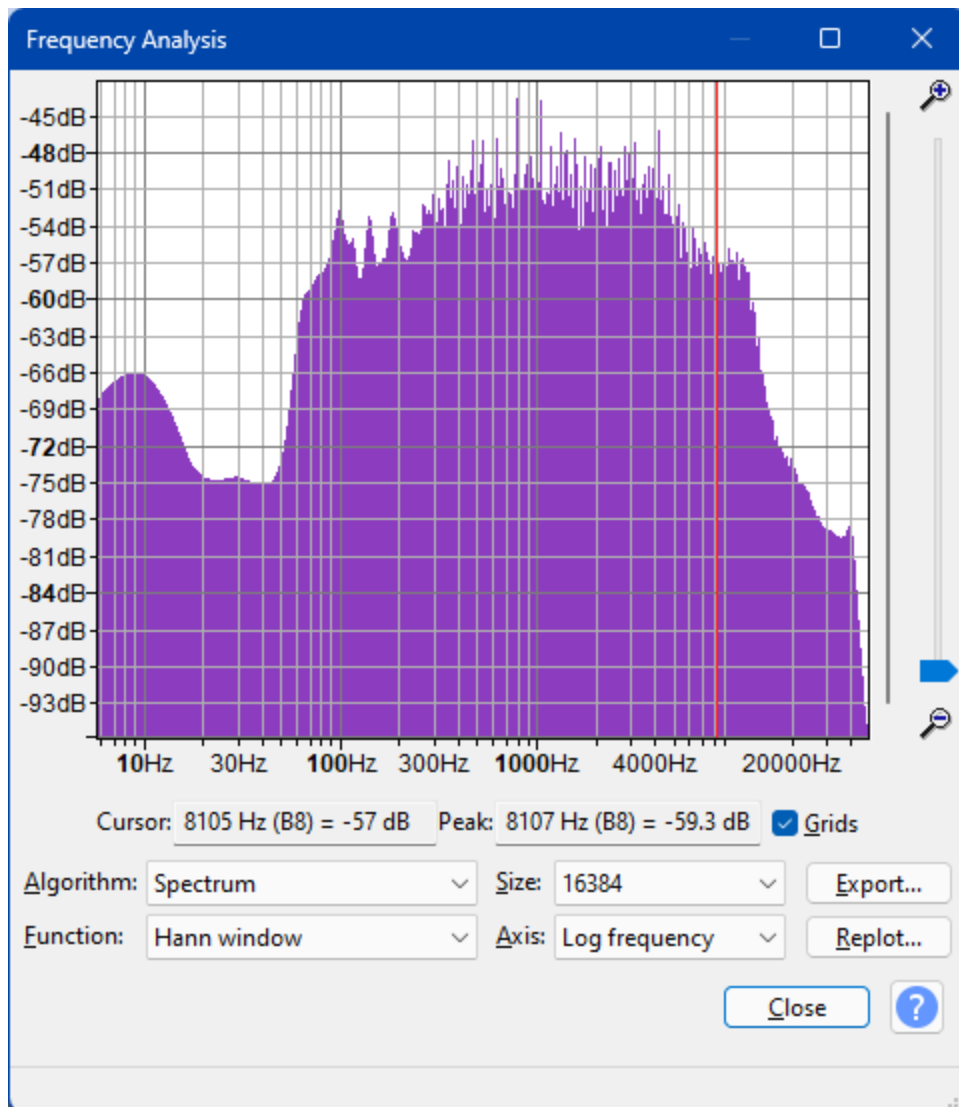 Frequency Analysis
-45dB
-48dB
-51dB
-54dB
-57dB
-60dB
-63dB
-66dB
-69dB
-72dB
-75dB
-78dB
-81dB
-84dB
-87dB
-90dB
-93dB
10Hz 30Hz 100Hz 300Hz 1000Hz 4000Hz 20000Hz
Cursor: 8105 Hz (B8) = -57 dB Peak: 8107 Hz (B8) = -59.3 dB Grids
Algorithm: Spectrum Size: 16384 Export...
Function: Hann window Axis: Log frequency Replot...
Close ?